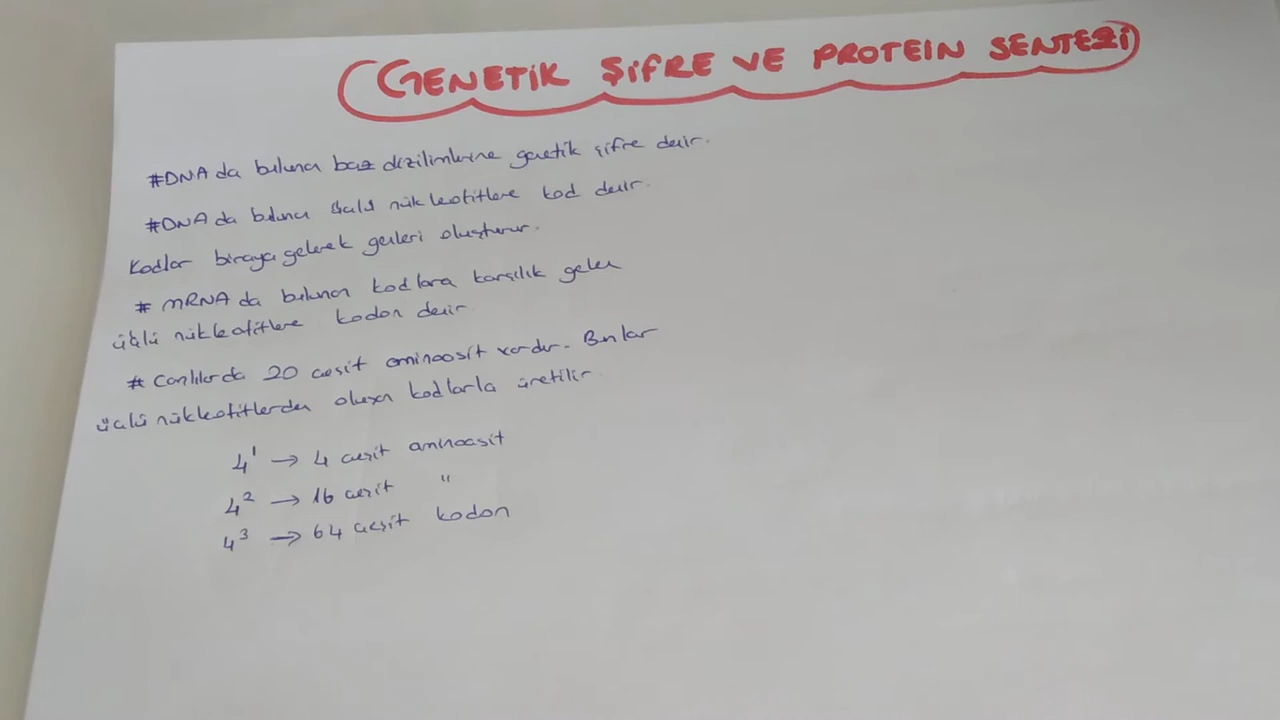 GENETİK ŞİFRE VE PROTEIN SENTEZİ
#DNA da bulunan baz dizilimlerine genetik şifre denir.
#DNA da bulunan üçlü nükleotitlere kod denir.
Kodlar biraraya gelerek genleri oluşturur.
# mRNA da bulunan kodlara karşılık gelen
üçlü nükleotitlere kodon denir.
# Canlılarda 20 çeşit aminoasit vardır. Bunlar
üçlü nükleotitlerden oluşan kodlarla üretilir.
4¹ → 4 çeşit aminoasit
4² → 16 çeşit "
4³ → 64 çeşit kodon